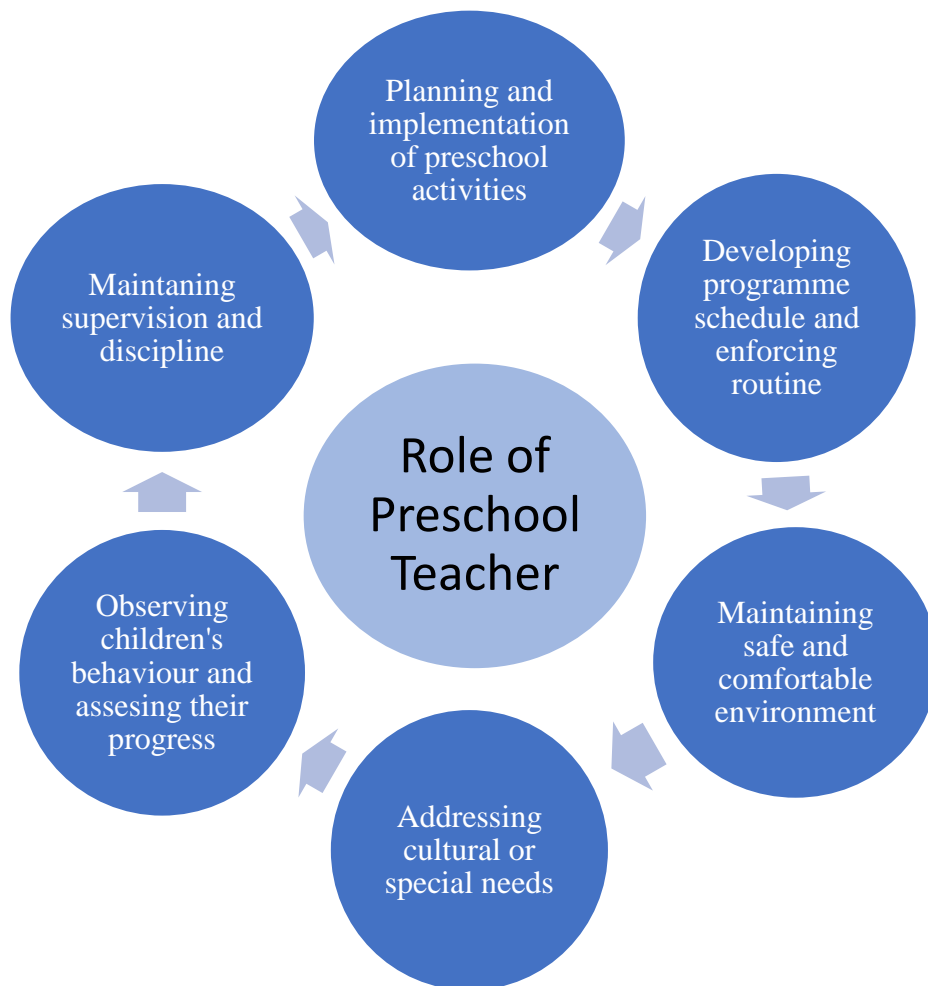 Planning and
implementation
of preschool
activities
Developing
programme
schedule and
enforcing
routine
Maintaining
safe and
comfortable
environment
Addressing
cultural or
special needs
Observing
children's
behaviour and
assesing their
progress
Maintaning
supervision and
discipline
Role of
Preschool
Teacher